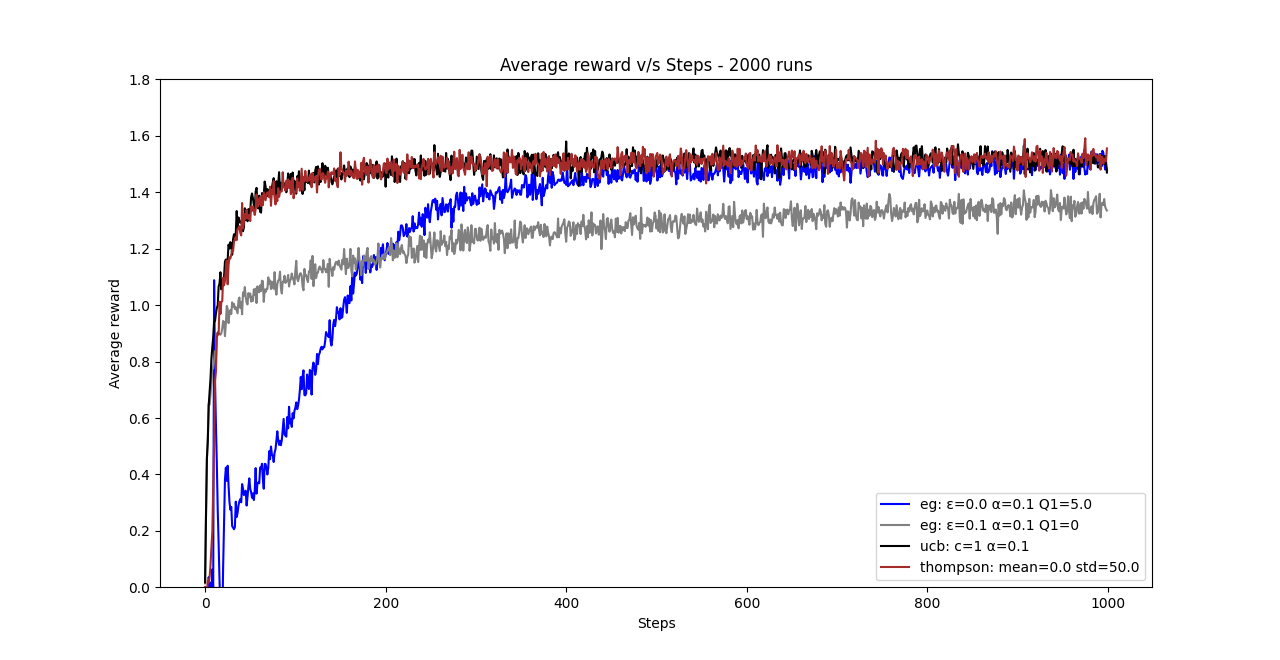 Average reward v/s Steps - 2000 runs
Average reward
1.8
1.6
1.4
1.2
1.0
0.8
0.6
0.4
0.2
0.0
0
200
400
600
800
1000
Steps
eg: ε=0.0 α=0.1 Q1=5.0
eg: ε=0.1 α=0.1 Q1=0
ucb: c=1 α=0.1
thompson: mean=0.0 std=50.0